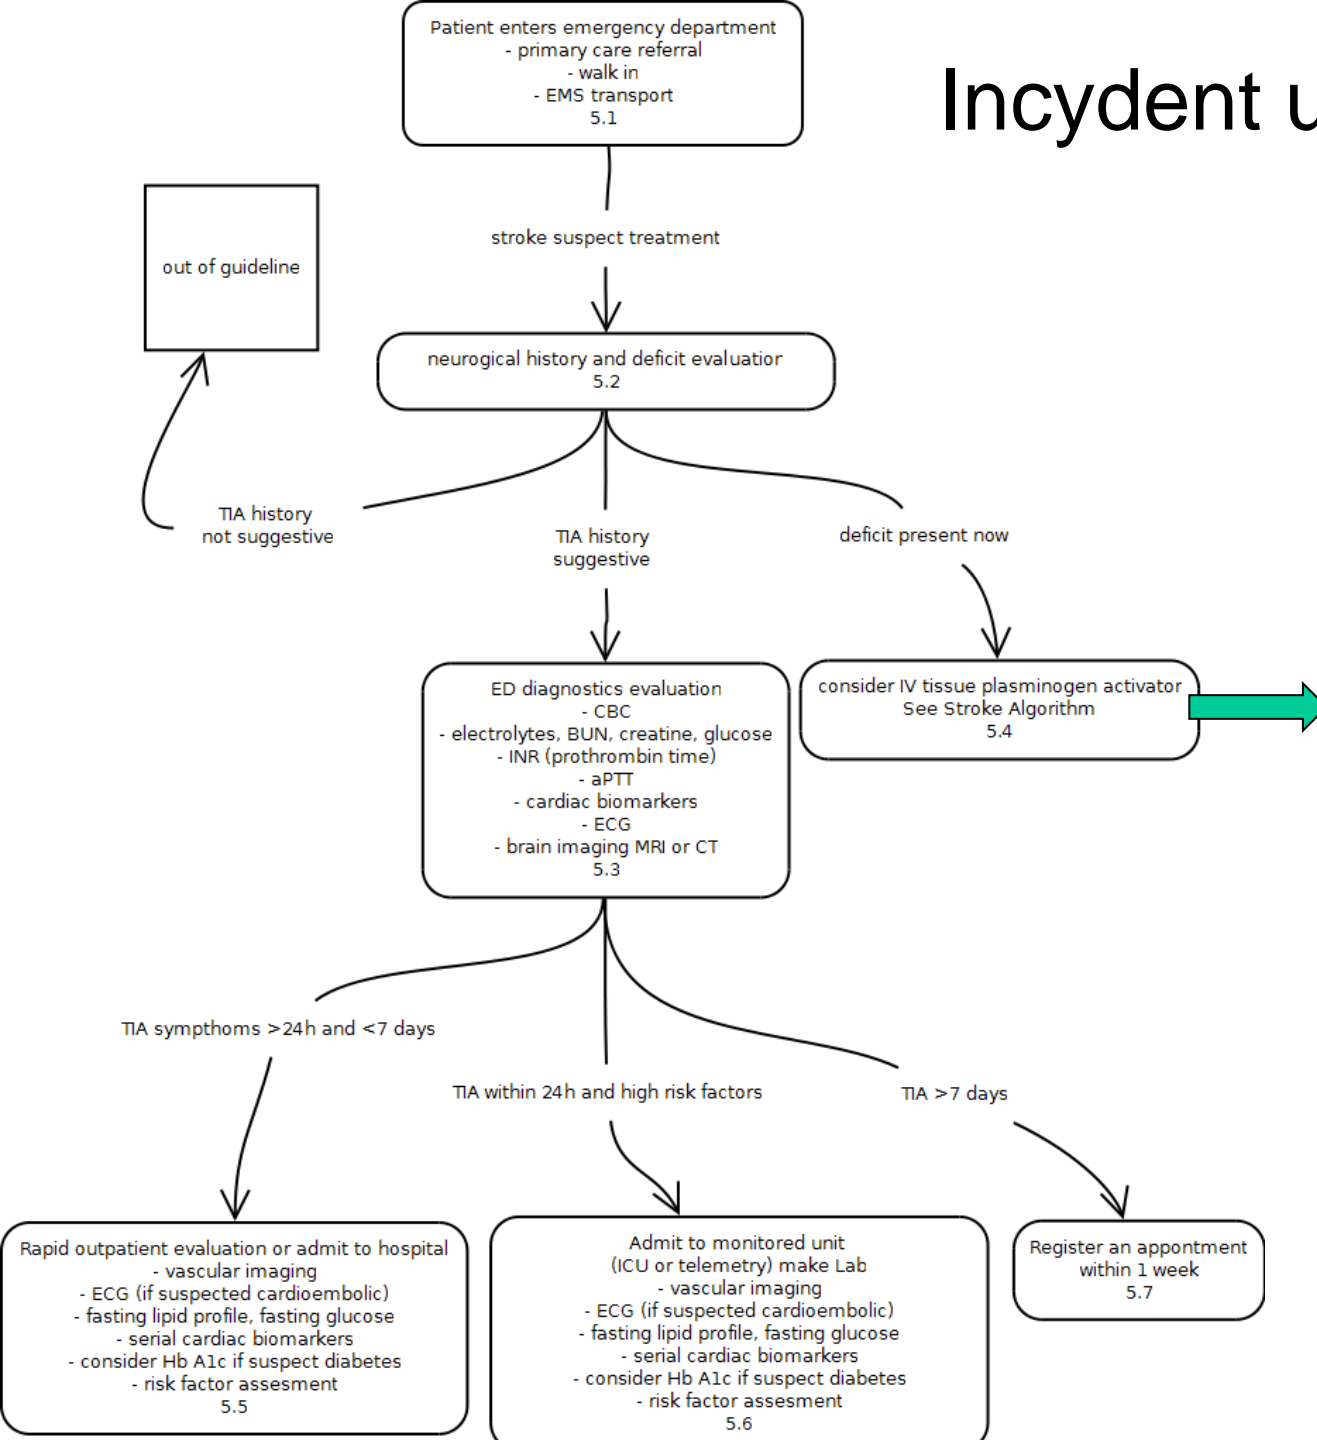 Patient enters emergency department
- primary care referral
- walk in
- EMS transport
5.1
Incydent u
stroke suspect treatment
out of guideline
neurogical history and deficit evaluation
5.2
TIA history
not suggestive
TIA history
suggestive
deficit present now
ED diagnostics evaluation
- CBC
- electrolytes, BUN, creatine, glucose
- INR (prothrombin time)
- aPTT
- cardiac biomarkers
- ECG
- brain imaging MRI or CT
5.3
consider IV tissue plasminogen activator
See Stroke Algorithm
5.4
TIA sympthoms >24h and <7 days
TIA within 24h and high risk factors
TIA >7 days
Rapid outpatient evaluation or admit to hospital
- vascular imaging
- ECG (if suspected cardioembolic)
- fasting lipid profile, fasting glucose
- serial cardiac biomarkers
- consider Hb A1c if suspect diabetes
- risk factor assesment
5.5
Admit to monitored unit
(ICU or telemetry) make Lab
- vascular imaging
- ECG (if suspected cardioembolic)
- fasting lipid profile, fasting glucose
- serial cardiac biomarkers
- consider Hb A1c if suspect diabetes
- risk factor assesment
5.6
Register an appontment
within 1 week
5.7